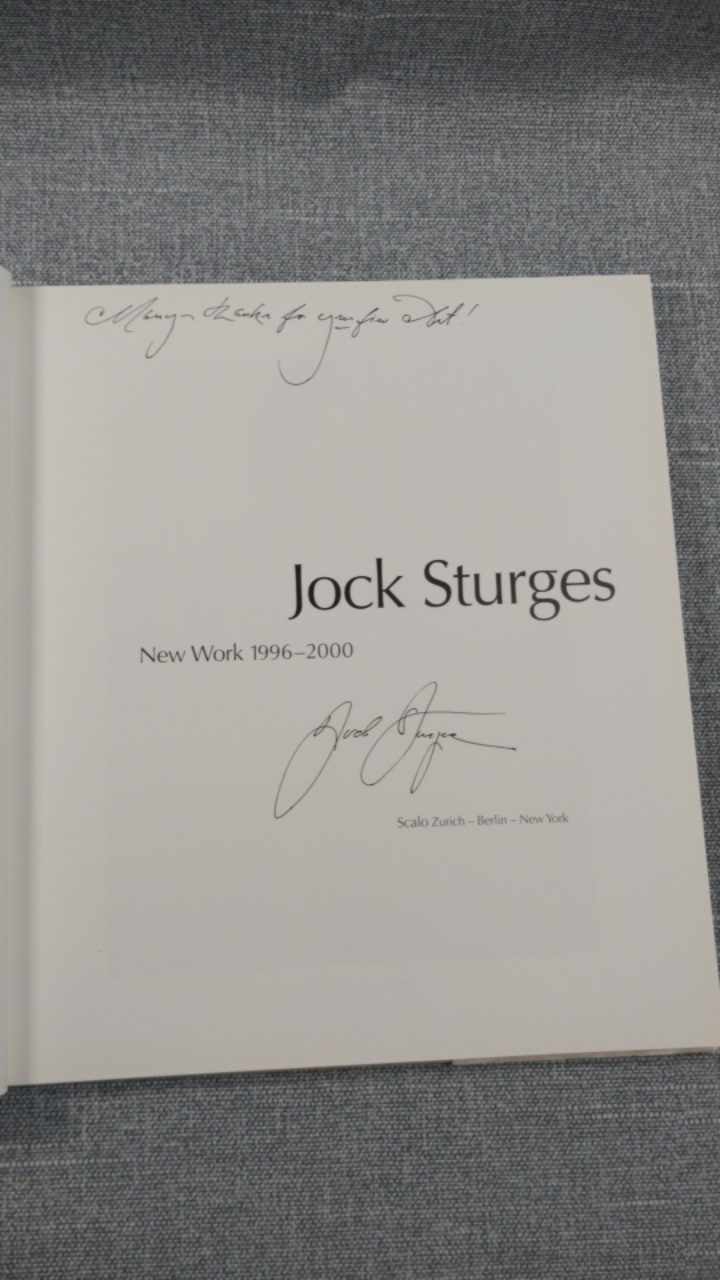 Many thanks for your fine Art!
Jock Sturges
New Work 1996–2000
Jock Sturges
Scalo Zurich – Berlin – New York